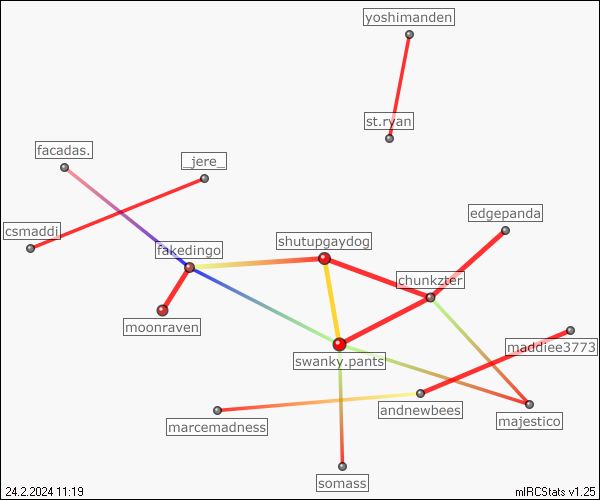 yoshimanden
st.ryan
facadas.
_jere_
edgepanda
csmaddi
shutupgaydog
fakedingo
chunkzter
moonraven
maddiee3773
swanky.pants
andnewbees
marcemadness
majestico
somass
24.2.2024 11:19
mIRCStats v1.25